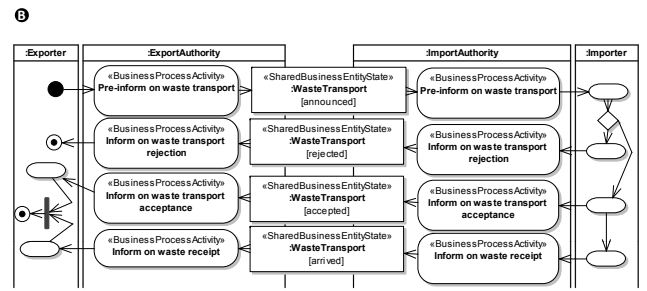 B
:Exporter :ExportAuthority :ImportAuthority :Importer
«BusinessProcessActivity»
Pre-inform on waste transport
«SharedBusinessEntityState»
:WasteTransport
[announced]
«BusinessProcessActivity»
Pre-inform on waste transport
«BusinessProcessActivity»
Inform on waste transport
rejection
«SharedBusinessEntityState»
:WasteTransport
[rejected]
«BusinessProcessActivity»
Inform on waste transport
rejection
«BusinessProcessActivity»
Inform on waste transport
acceptance
«SharedBusinessEntityState»
:WasteTransport
[accepted]
«BusinessProcessActivity»
Inform on waste transport
acceptance
«BusinessProcessActivity»
Inform on waste receipt
«SharedBusinessEntityState»
:WasteTransport
[arrived]
«BusinessProcessActivity»
Inform on waste receipt